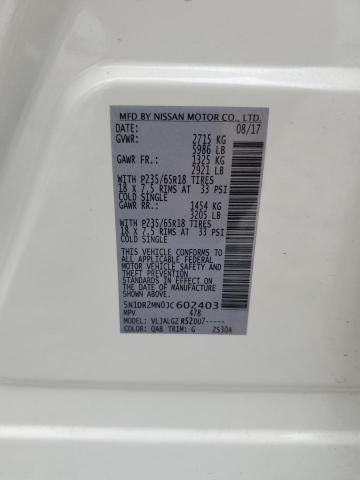 MFD BY NISSAN MOTOR CO., LTD.
DATE: 08/17
GVWR: 2715 KG
5986 LB
GAWR FR.: 1325 KG
2921 LB
WITH P235/65R18 TIRES
18 X 7.5 RIMS AT 33 PSI
COLD SINGLE
GAWR RR.: 1454 KG
3205 LB
WITH P235/65R18 TIRES
18 X 7.5 RIMS AT 33 PSI
COLD SINGLE
THIS VEHICLE CONFORMS
TO ALL APPLICABLE FEDERAL
MOTOR VEHICLE SAFETY AND
THEFT PREVENTION STANDARDS
IN EFFECT ON THE DATE OF
MANUFACTURE SHOWN ABOVE.
5N1DR2MN0JC602403
MPV 478
MODEL: VLJALGZ R52DU7-----
COLOR: QAB TRIM: G 2530A